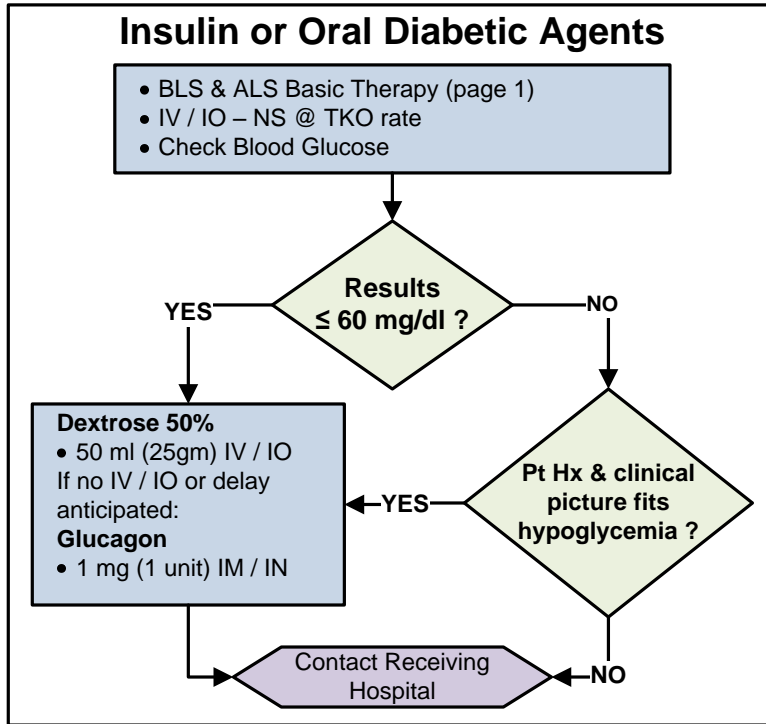 Insulin or Oral Diabetic Agents
• BLS & ALS Basic Therapy (page 1)
• IV / IO – NS @ TKO rate
• Check Blood Glucose
Results
≤ 60 mg/dl ?
YES
NO
Dextrose 50%
• 50 ml (25gm) IV / IO
If no IV / IO or delay
anticipated:
Glucagon
• 1 mg (1 unit) IM / IN
YES
Pt Hx & clinical
picture fits
hypoglycemia ?
NO
Contact Receiving
Hospital